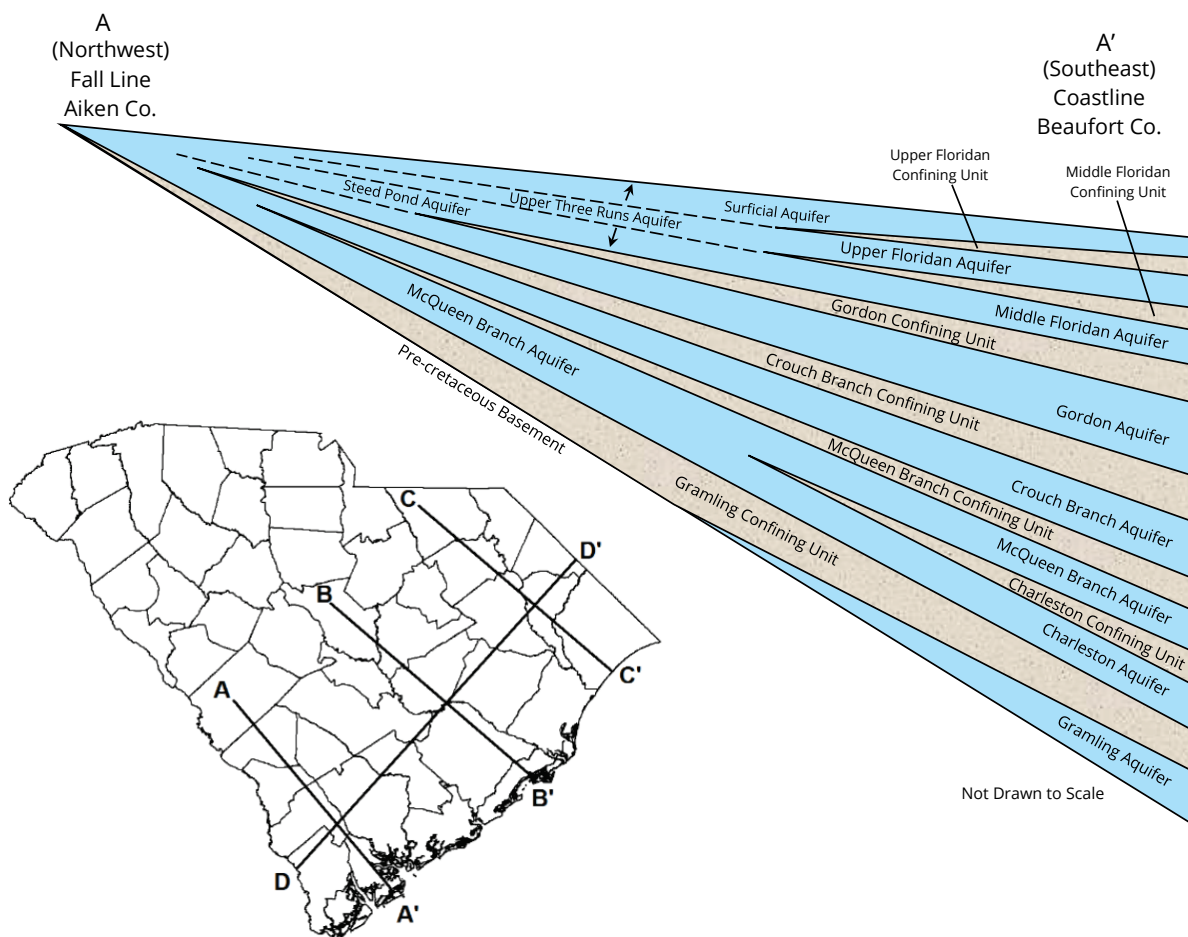 A
(Northwest)
Fall Line
Aiken Co.
A’
(Southeast)
Coastline
Beaufort Co.
Upper Floridan
Confining Unit
Middle Floridan
Confining Unit
Steed Pond Aquifer
Upper Three Runs Aquifer
Surficial Aquifer
Upper Floridan Aquifer
Middle Floridan Aquifer
Gordon Confining Unit
Gordon Aquifer
Crouch Branch Confining Unit
Crouch Branch Aquifer
McQueen Branch Aquifer
McQueen Branch Confining Unit
McQueen Branch Aquifer
Charleston Confining Unit
Charleston Aquifer
Pre-cretaceous Basement
Gramling Confining Unit
Gramling Aquifer
Not Drawn to Scale
C
D'
B
A
C'
B'
D
A'